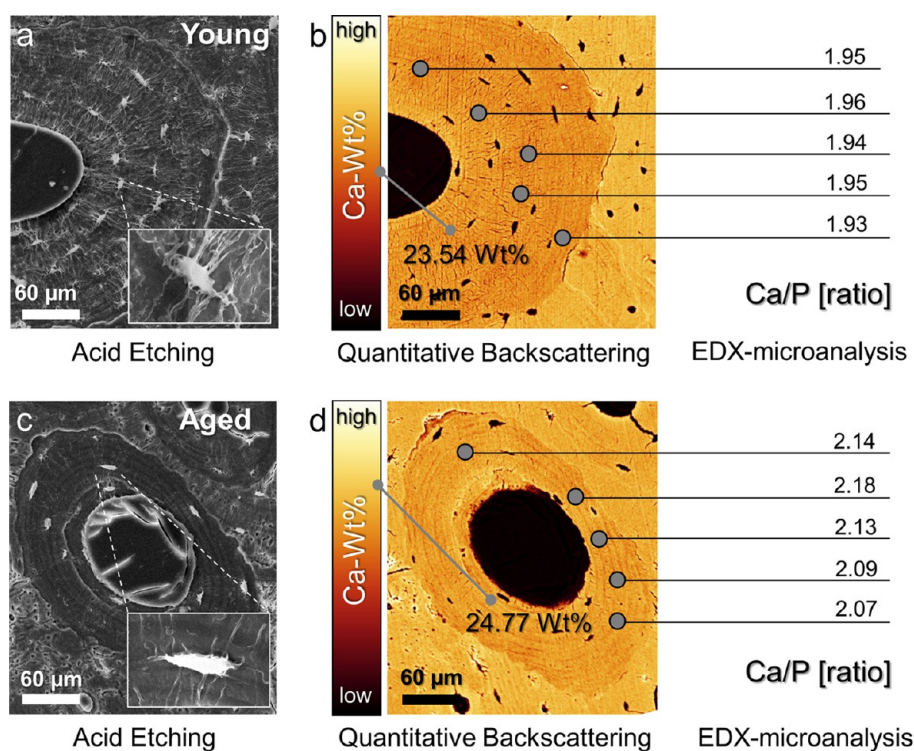 a Young
60 µm
Acid Etching
b
high
Ca-Wt%
low
23.54 Wt%
60 µm
Quantitative Backscattering
1.95
1.96
1.94
1.95
1.93
Ca/P [ratio]
EDX-microanalysis
c Aged
60 µm
Acid Etching
d
high
Ca-Wt%
low
24.77 Wt%
60 µm
Quantitative Backscattering
2.14
2.18
2.13
2.09
2.07
Ca/P [ratio]
EDX-microanalysis